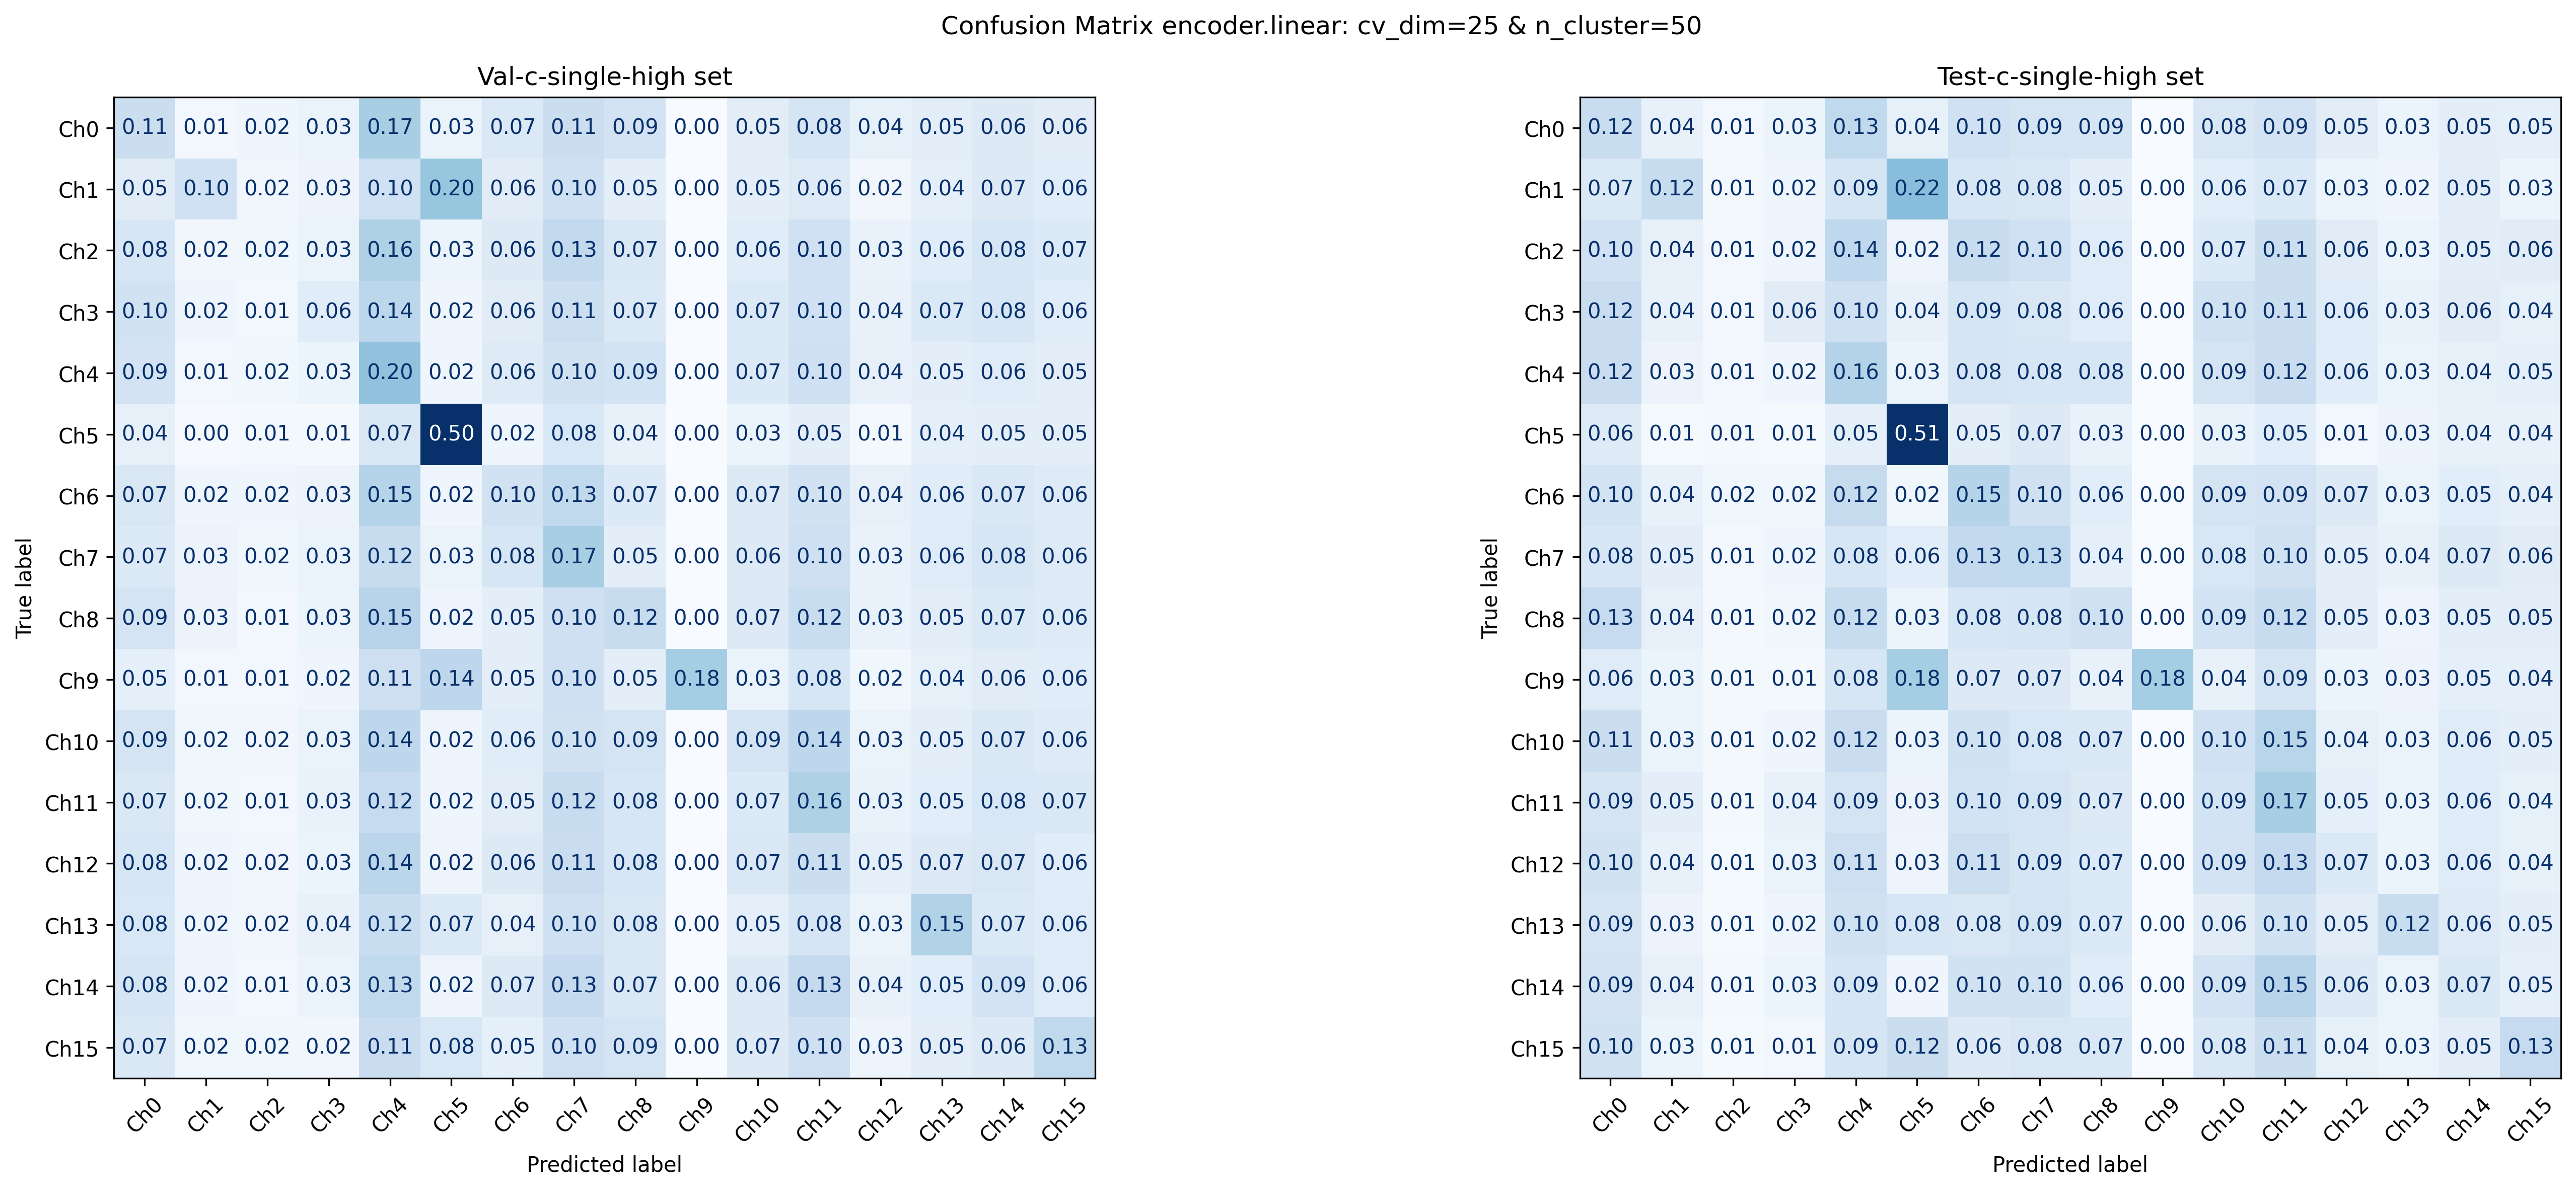 Confusion Matrix encoder.linear: cv_dim=25 & n_cluster=50
Val-c-single-high set
Ch0 0.11 0.01 0.02 0.03 0.17 0.03 0.07 0.11 0.09 0.00 0.05 0.08 0.04 0.05 0.06 0.06
Ch1 0.05 0.10 0.02 0.03 0.10 0.20 0.06 0.10 0.05 0.00 0.05 0.06 0.02 0.04 0.07 0.06
Ch2 0.08 0.02 0.02 0.03 0.16 0.03 0.06 0.13 0.07 0.00 0.06 0.10 0.03 0.06 0.08 0.07
Ch3 0.10 0.02 0.01 0.06 0.14 0.02 0.06 0.11 0.07 0.00 0.07 0.10 0.04 0.07 0.08 0.06
Ch4 0.09 0.01 0.02 0.03 0.20 0.02 0.06 0.10 0.09 0.00 0.07 0.10 0.04 0.05 0.06 0.05
Ch5 0.04 0.00 0.01 0.01 0.07 0.50 0.02 0.08 0.04 0.00 0.03 0.05 0.01 0.04 0.05 0.05
Ch6 0.07 0.02 0.02 0.03 0.15 0.02 0.10 0.13 0.07 0.00 0.07 0.10 0.04 0.06 0.07 0.06
Ch7 0.07 0.03 0.02 0.03 0.12 0.03 0.08 0.17 0.05 0.00 0.06 0.10 0.03 0.06 0.08 0.06
Ch8 0.09 0.03 0.01 0.03 0.15 0.02 0.05 0.10 0.12 0.00 0.07 0.12 0.03 0.05 0.07 0.06
Ch9 0.05 0.01 0.01 0.02 0.11 0.14 0.05 0.10 0.05 0.18 0.03 0.08 0.02 0.04 0.06 0.06
Ch10 0.09 0.02 0.02 0.03 0.14 0.02 0.06 0.10 0.09 0.00 0.09 0.14 0.03 0.05 0.07 0.06
Ch11 0.07 0.02 0.01 0.03 0.12 0.02 0.05 0.12 0.08 0.00 0.07 0.16 0.03 0.05 0.08 0.07
Ch12 0.08 0.02 0.02 0.03 0.14 0.02 0.06 0.11 0.08 0.00 0.07 0.11 0.05 0.07 0.07 0.06
Ch13 0.08 0.02 0.02 0.04 0.12 0.07 0.04 0.10 0.08 0.00 0.05 0.08 0.03 0.15 0.07 0.06
Ch14 0.08 0.02 0.01 0.03 0.13 0.02 0.07 0.13 0.07 0.00 0.06 0.13 0.04 0.05 0.09 0.06
Ch15 0.07 0.02 0.02 0.02 0.11 0.08 0.05 0.10 0.09 0.00 0.07 0.10 0.03 0.05 0.06 0.13
Ch0 Ch1 Ch2 Ch3 Ch4 Ch5 Ch6 Ch7 Ch8 Ch9 Ch10 Ch11 Ch12 Ch13 Ch14 Ch15
Predicted label
True label
Test-c-single-high set
Ch0 0.12 0.04 0.01 0.03 0.13 0.04 0.10 0.09 0.09 0.00 0.08 0.09 0.05 0.03 0.05 0.05
Ch1 0.07 0.12 0.01 0.02 0.09 0.22 0.08 0.08 0.05 0.00 0.06 0.07 0.03 0.02 0.05 0.03
Ch2 0.10 0.04 0.01 0.02 0.14 0.02 0.12 0.10 0.06 0.00 0.07 0.11 0.06 0.03 0.05 0.06
Ch3 0.12 0.04 0.01 0.06 0.10 0.04 0.09 0.08 0.06 0.00 0.10 0.11 0.06 0.03 0.06 0.04
Ch4 0.12 0.03 0.01 0.02 0.16 0.03 0.08 0.08 0.08 0.00 0.09 0.12 0.06 0.03 0.04 0.05
Ch5 0.06 0.01 0.01 0.01 0.05 0.51 0.05 0.07 0.03 0.00 0.03 0.05 0.01 0.03 0.04 0.04
Ch6 0.10 0.04 0.02 0.02 0.12 0.02 0.15 0.10 0.06 0.00 0.09 0.09 0.07 0.03 0.05 0.04
Ch7 0.08 0.05 0.01 0.02 0.08 0.06 0.13 0.13 0.04 0.00 0.08 0.10 0.05 0.04 0.07 0.06
Ch8 0.13 0.04 0.01 0.02 0.12 0.03 0.08 0.08 0.10 0.00 0.09 0.12 0.05 0.03 0.05 0.05
Ch9 0.06 0.03 0.01 0.01 0.08 0.18 0.07 0.07 0.04 0.18 0.04 0.09 0.03 0.03 0.05 0.04
Ch10 0.11 0.03 0.01 0.02 0.12 0.03 0.10 0.08 0.07 0.00 0.10 0.15 0.04 0.03 0.06 0.05
Ch11 0.09 0.05 0.01 0.04 0.09 0.03 0.10 0.09 0.07 0.00 0.09 0.17 0.05 0.03 0.06 0.04
Ch12 0.10 0.04 0.01 0.03 0.11 0.03 0.11 0.09 0.07 0.00 0.09 0.13 0.07 0.03 0.06 0.04
Ch13 0.09 0.03 0.01 0.02 0.10 0.08 0.08 0.09 0.07 0.00 0.06 0.10 0.05 0.12 0.06 0.05
Ch14 0.09 0.04 0.01 0.03 0.09 0.02 0.10 0.10 0.06 0.00 0.09 0.15 0.06 0.03 0.07 0.05
Ch15 0.10 0.03 0.01 0.01 0.09 0.12 0.06 0.08 0.07 0.00 0.08 0.11 0.04 0.03 0.05 0.13
Ch0 Ch1 Ch2 Ch3 Ch4 Ch5 Ch6 Ch7 Ch8 Ch9 Ch10 Ch11 Ch12 Ch13 Ch14 Ch15
Predicted label
True label